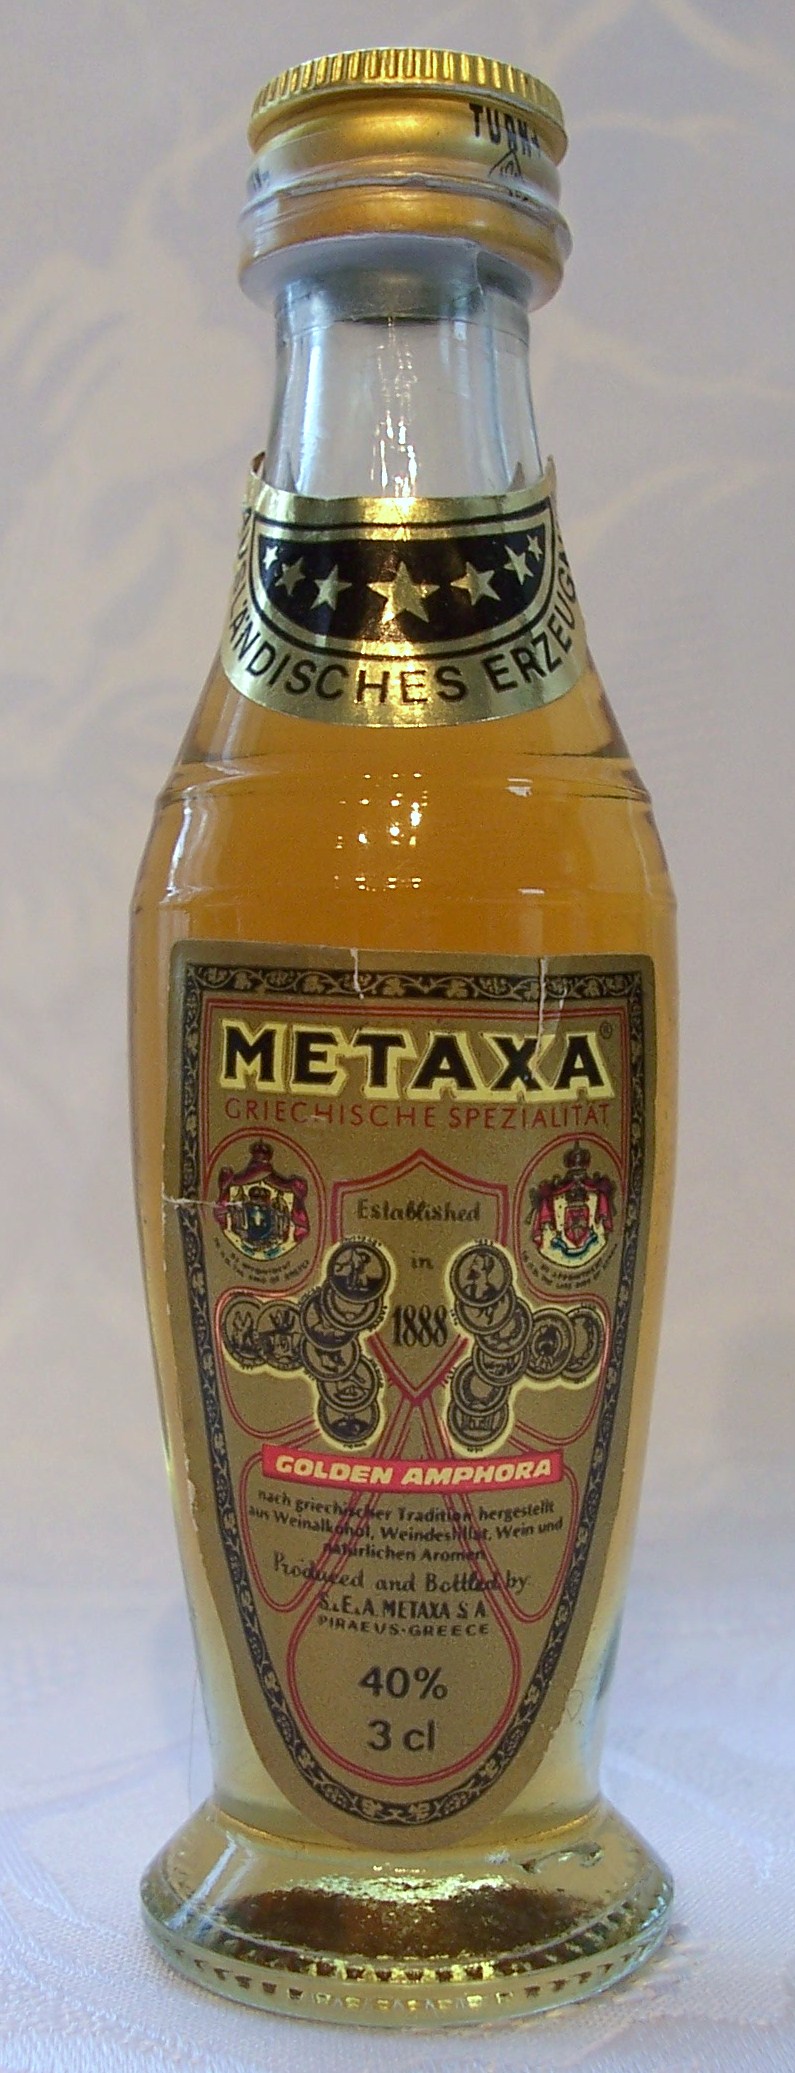 TURN
LÄNDISCHES ERZEUG
METAXA®
GRIECHISCHE SPEZIALITÄT
Established
in
1888
GOLDEN AMPHORA
nach griechischer Tradition hergestellt
aus Weinalkohol, Weindestillat, Wein und
natürlichen Aromen
Produced and Bottled by
S.&E.&A. METAXA S.A.
PIRAEUS·GREECE
40%
3 cl